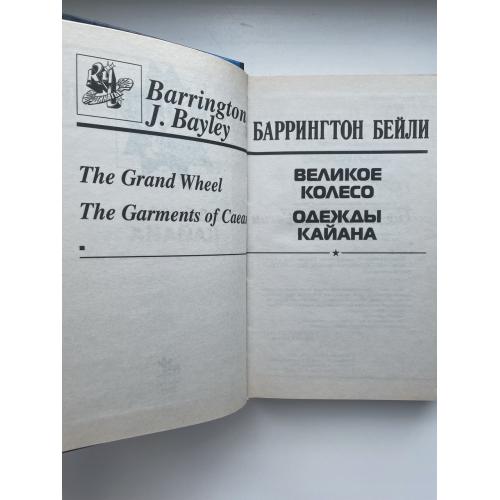 Barrington
J. Bayley
The Grand Wheel
The Garments of Caean
БАРРИНГТОН БЕЙЛИ
ВЕЛИКОЕ
КОЛЕСО
ОДЕЖДЫ
КАЙАНА